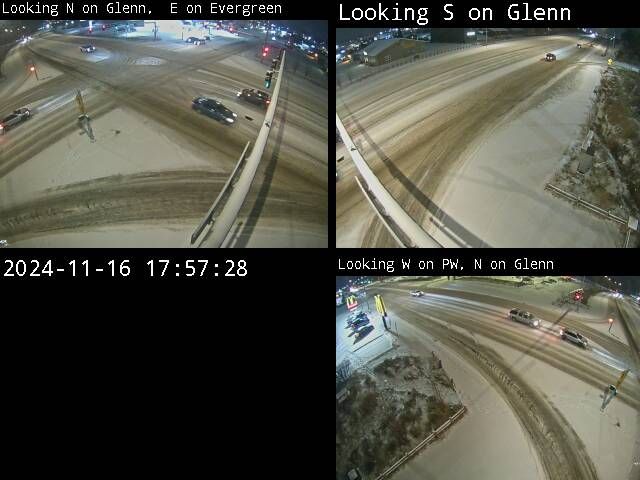 Looking N on Glenn,  E on Evergreen
Looking S on Glenn
2024-11-16 17:57:28
Looking W on PW, N on Glenn